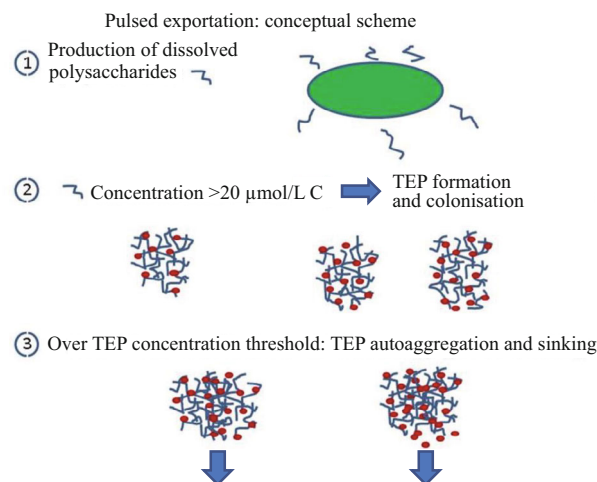 Pulsed exportation: conceptual scheme
1 Production of dissolved
polysaccharides
2 Concentration >20 µmol/L C
TEP formation
and colonisation
3 Over TEP concentration threshold: TEP autoaggregation and sinking